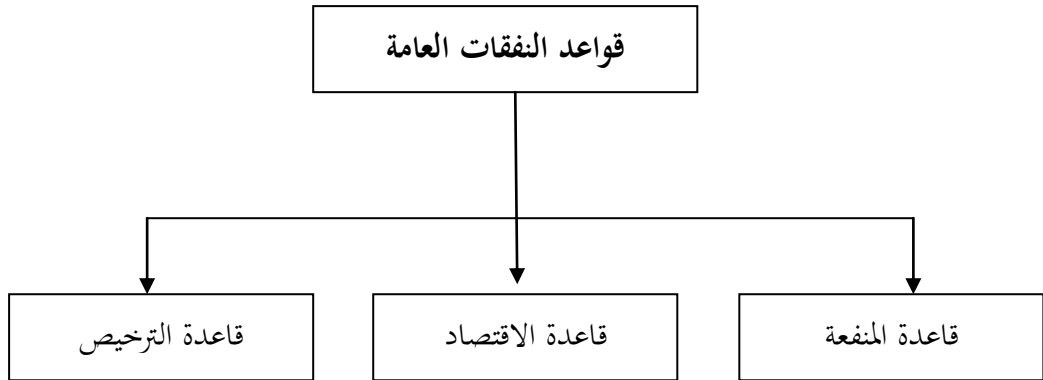 قواعد النفقات العامة
قاعدة المنفعة
قاعدة الاقتصاد
قاعدة الترخيص